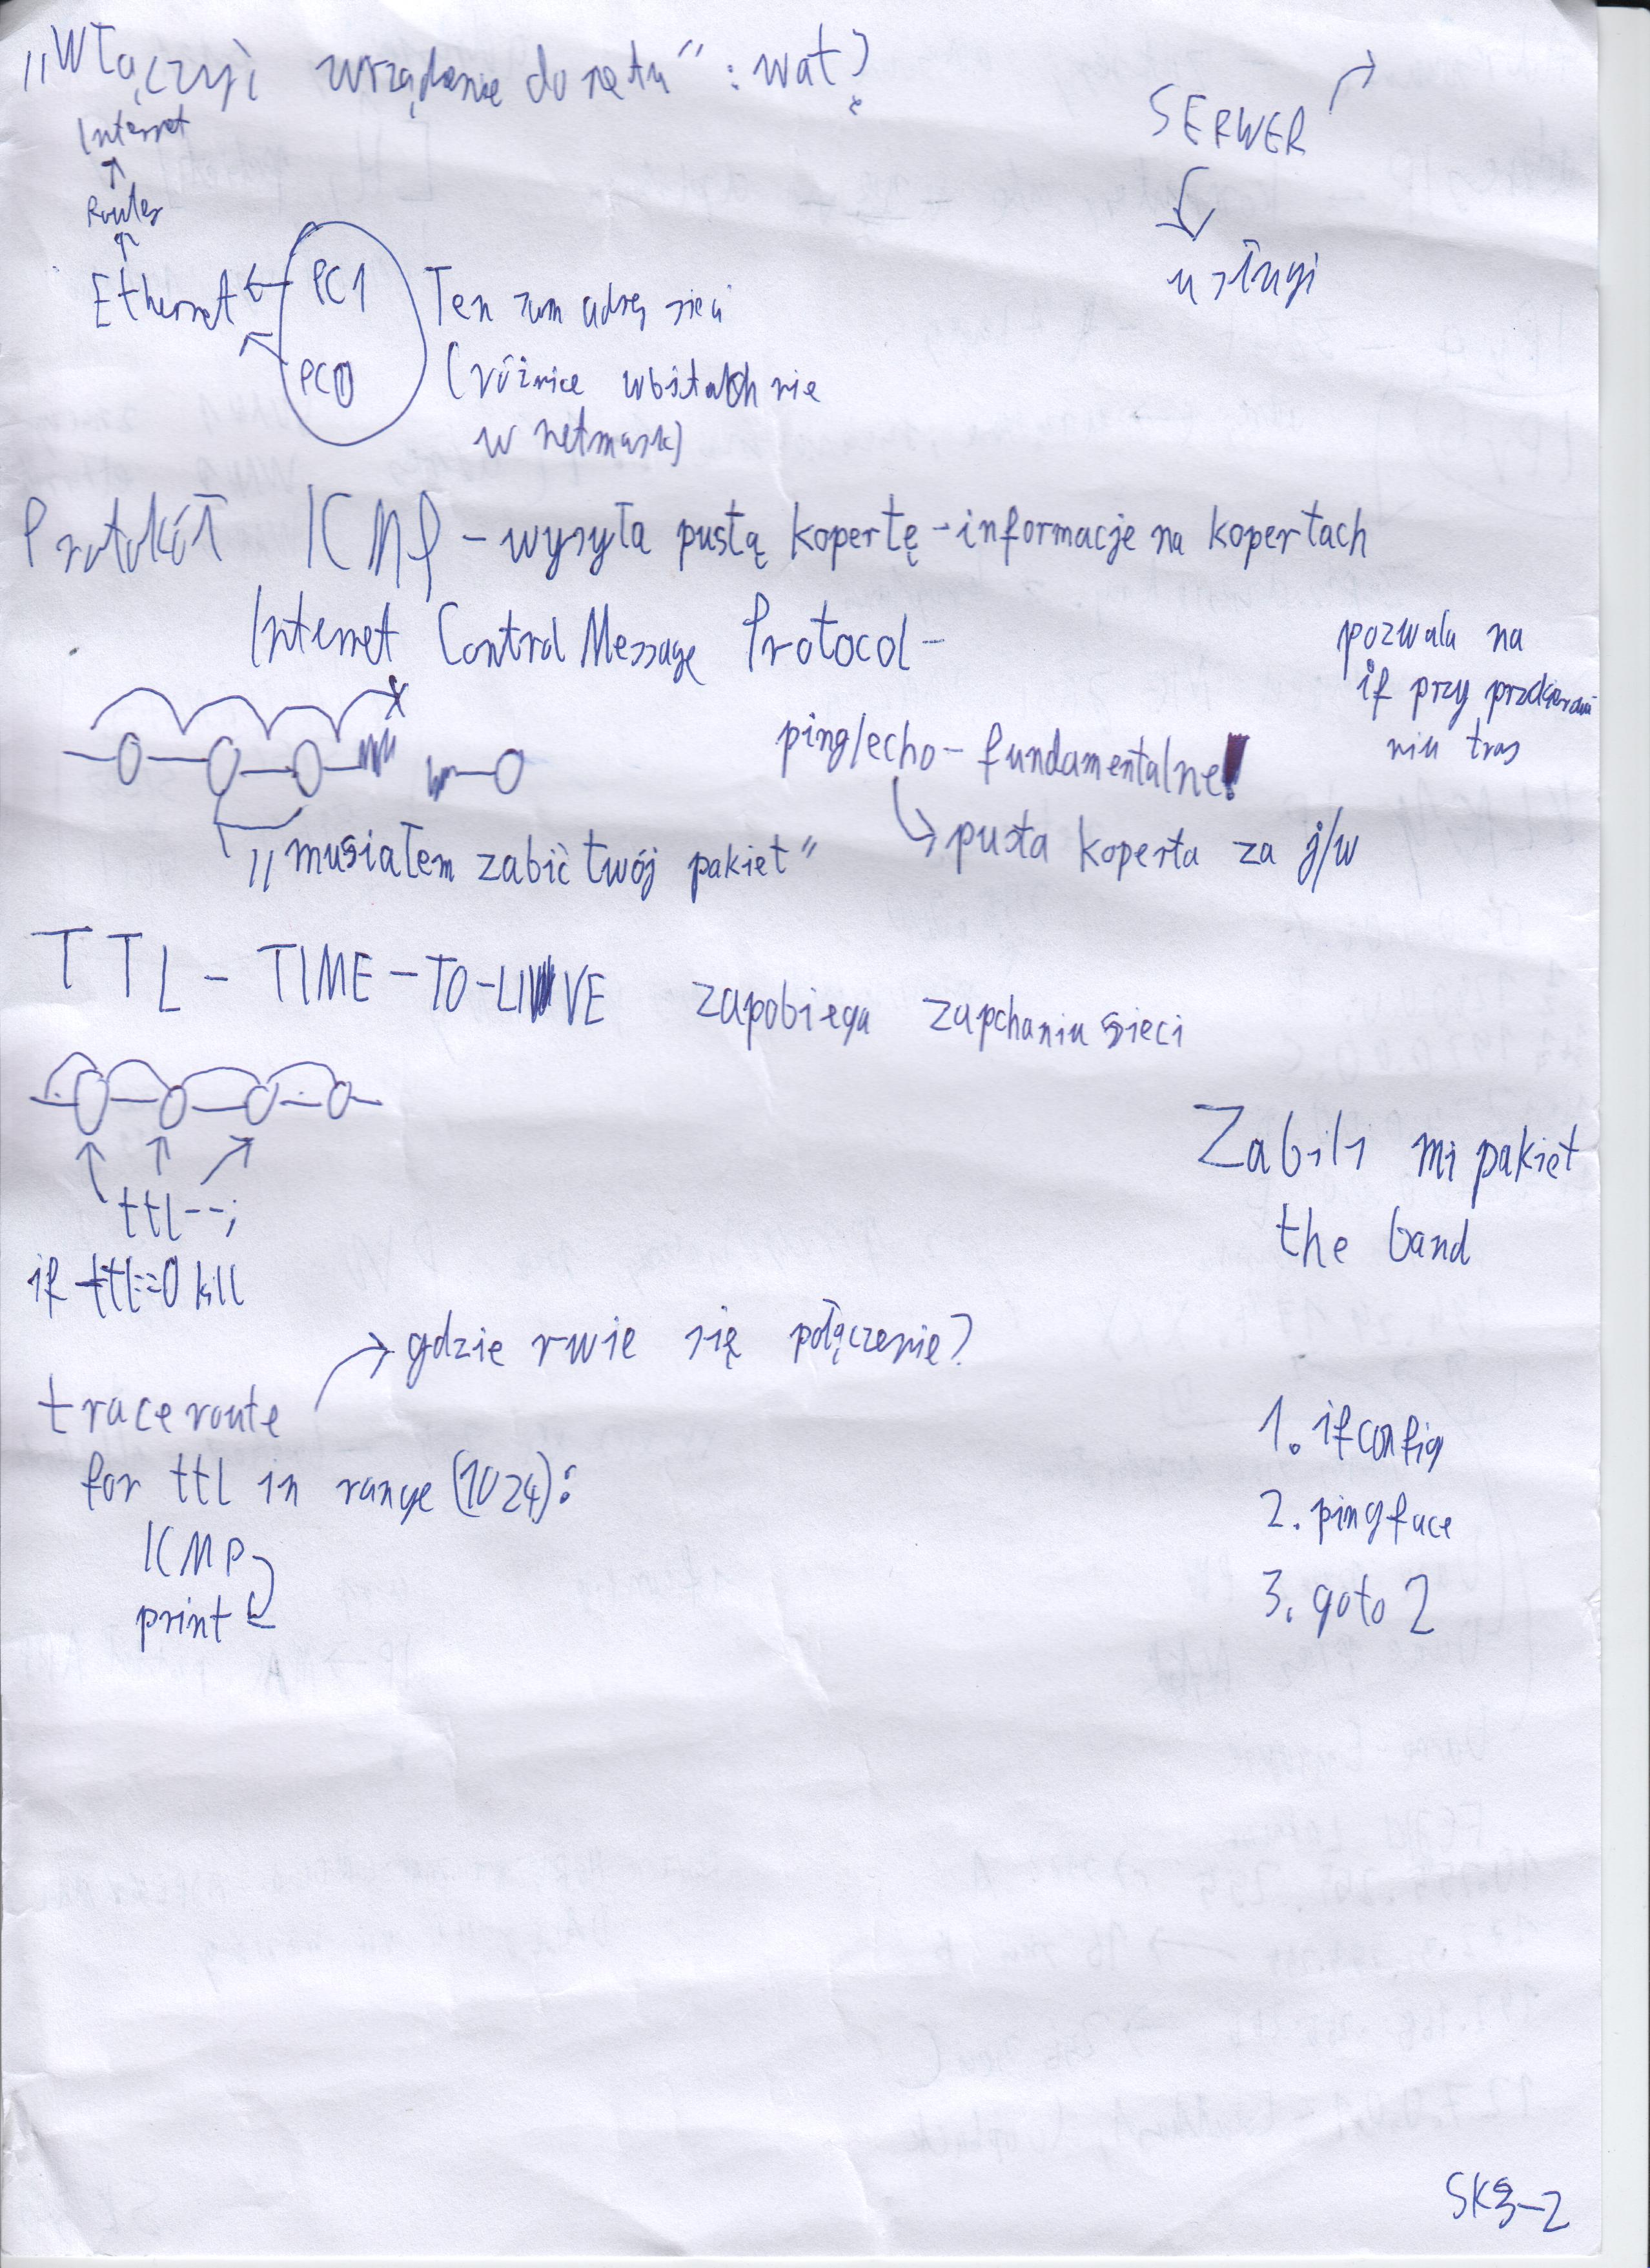 „Włączyć urządzenie do netu” : wat?
SERWER
usługi
Internet
Router
Ethernet
PC1
PC0
Ten sam adres sieci
(różnice w bitach nie
w netmask)
Protokół ICMP - wysyła pustą kopertę - informacje na kopertach
Internet Control Message Protocol -
pozwala na
if przy
tras
ping/echo - fundamentalne!
pusta koperta za j/w
„musiałem zabić twój pakiet”
TTL - TIME-TO-LIVE zapobiega zapchaniu sieci
ttl--;
if ttl==0 kill
Zabili mi pakiet
the band
gdzie rwie się połączenie?
traceroute
for ttl in range(1024):
ICMP
print
1. ifconfig
2. pingface
3. goto 2